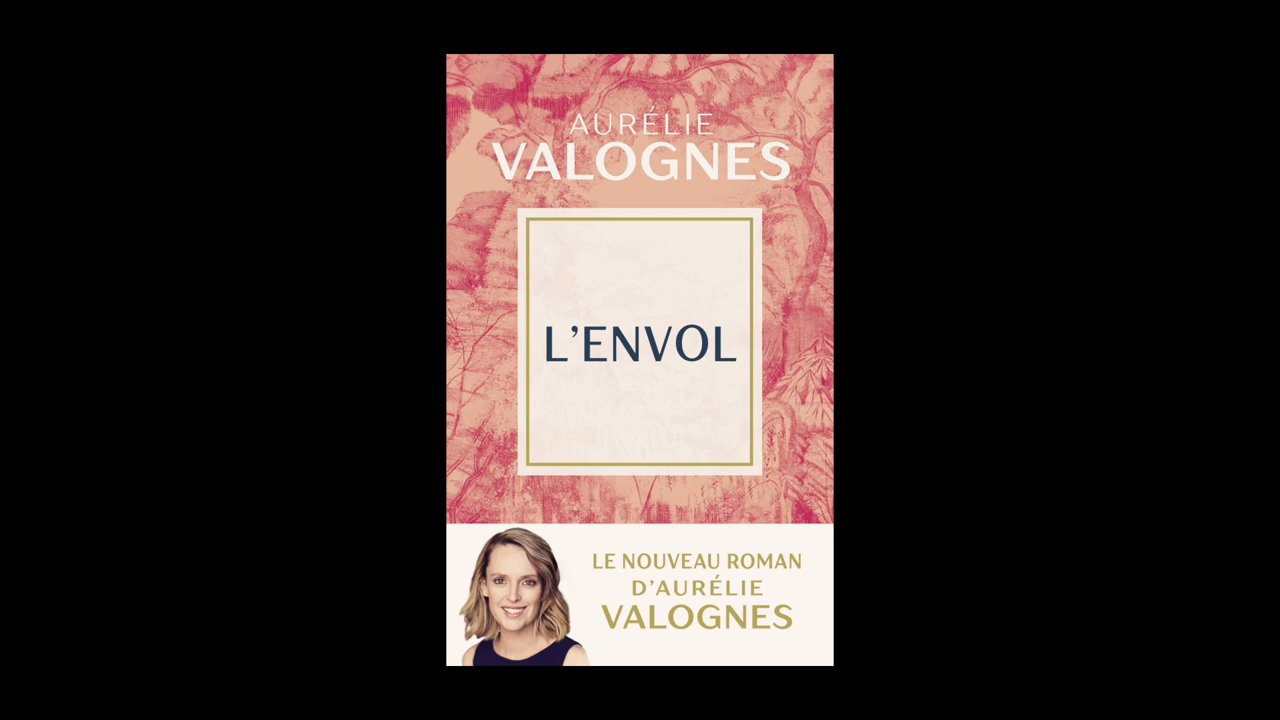 AURÉLIE
VALOGNES
L’ENVOL
LE NOUVEAU ROMAN
D’AURÉLIE
VALOGNES